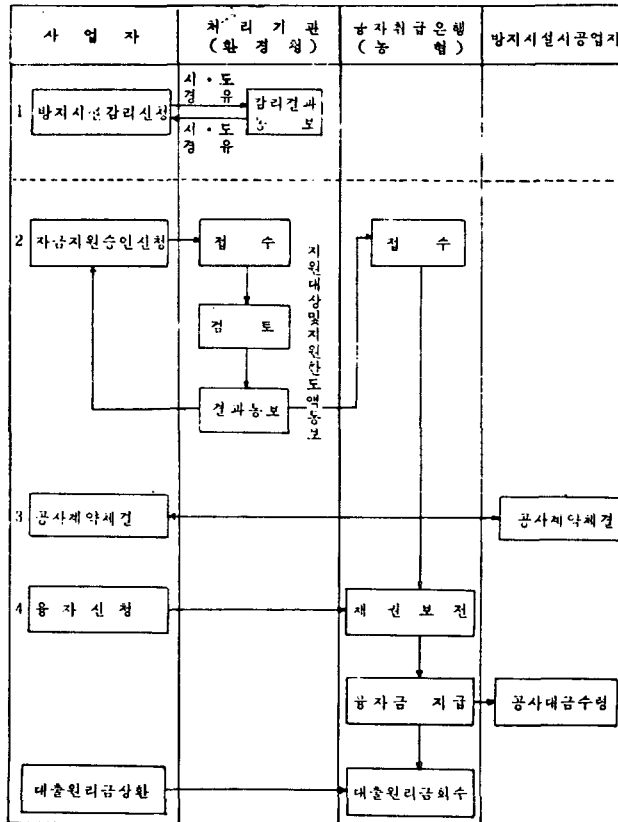 사 업 자
처 리 기 관
(환 경 청)
융자취급은행
(농 협)
방지시설시공업자
시·도
경 유
1 방지시설감리신청
감리결과
통 보
시·도
경 유
2 자금지원승인신청
접 수
지원대상및지원한도액통보
접 수
검 토
결과통보
3 공사계약체결
공사계약체결
4 융자신청
채권보전
융자금 지급
공사대금수령
대출원리금상환
대출원리금회수